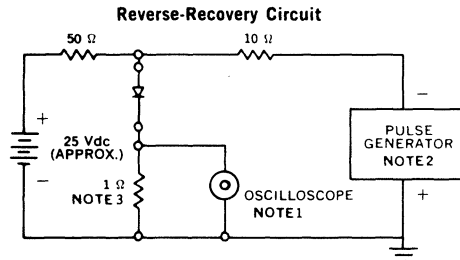 Reverse-Recovery Circuit
50 Ω
10 Ω
+
−
25 Vdc
(APPROX.)
−
1 Ω
NOTE 3
OSCILLOSCOPE
NOTE 1
−
PULSE
GENERATOR
NOTE 2
+